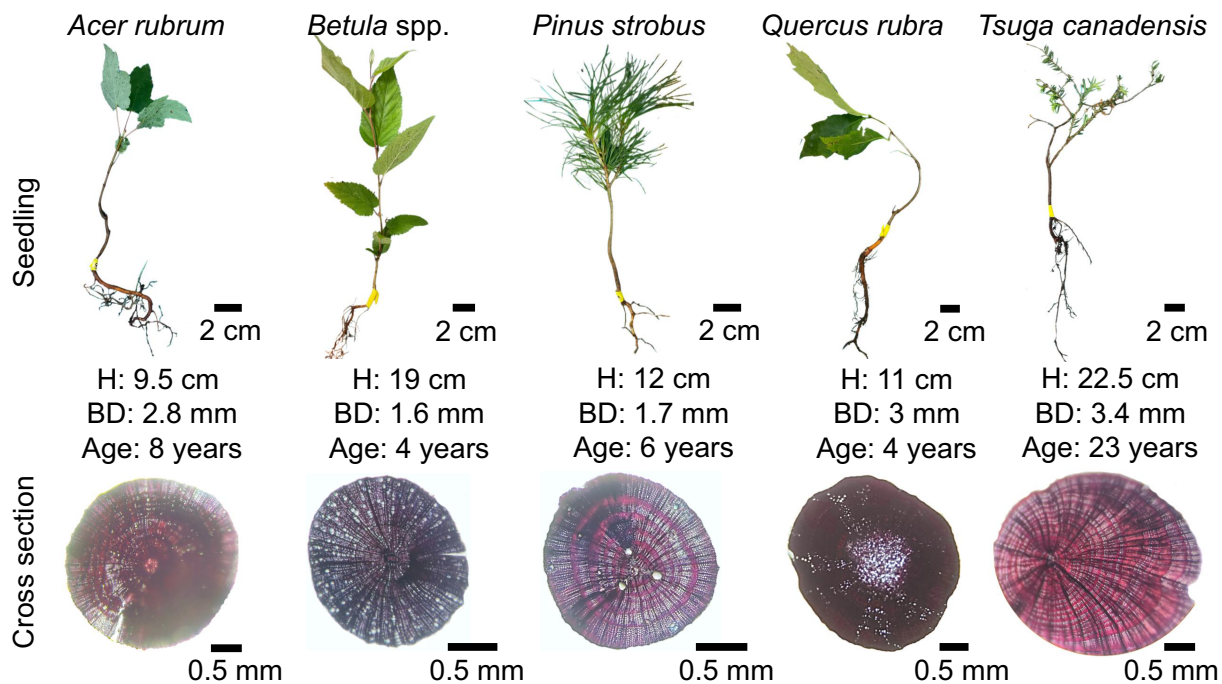 Acer rubrum Betula spp. Pinus strobus Quercus rubra Tsuga canadensis
Seedling
2 cm 2 cm 2 cm 2 cm 2 cm
H: 9.5 cm H: 19 cm H: 12 cm H: 11 cm H: 22.5 cm
BD: 2.8 mm BD: 1.6 mm BD: 1.7 mm BD: 3 mm BD: 3.4 mm
Age: 8 years Age: 4 years Age: 6 years Age: 4 years Age: 23 years
Cross section
0.5 mm 0.5 mm 0.5 mm 0.5 mm 0.5 mm